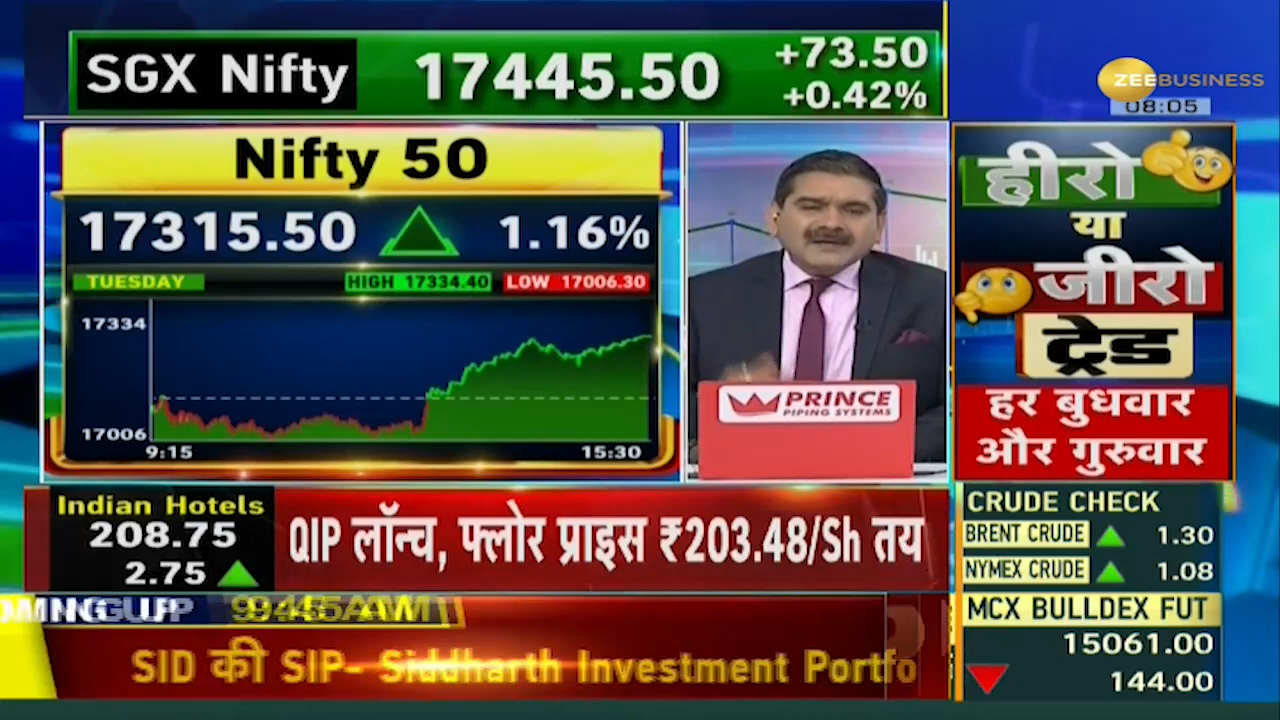 SGX Nifty 17445.50 +73.50
+0.42%
ZEEBUSINESS
08:05
Nifty 50
17315.50 1.16%
TUESDAY HIGH 17334.40 LOW 17006.30
17334
17006
9:15 15:30
PRINCE
PIPING SYSTEMS
हीरो
या
जीरो
ट्रेड
हर बुधवार
और गुरुवार
Indian Hotels
208.75
2.75
QIP लॉन्च, फ्लोर प्राइस ₹203.48/Sh तय
SID की SIP- Siddharth Investment Portfo
CRUDE CHECK
BRENT CRUDE 1.30
NYMEX CRUDE 1.08
MCX BULLDEX FUT
15061.00
144.00